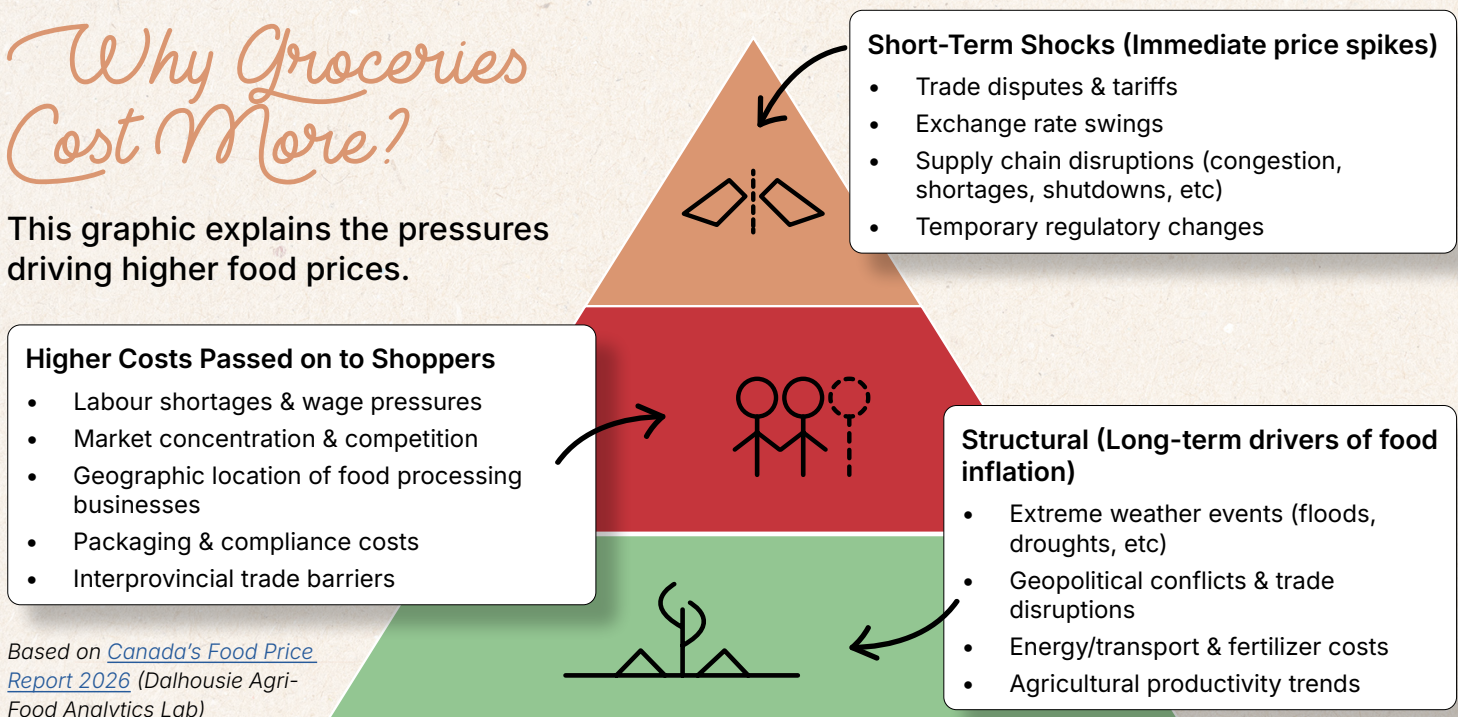 Why Groceries
Cost More?
This graphic explains the pressures
driving higher food prices.
Short-Term Shocks (Immediate price spikes)
• Trade disputes & tariffs
• Exchange rate swings
• Supply chain disruptions (congestion,
shortages, shutdowns, etc)
• Temporary regulatory changes
Higher Costs Passed on to Shoppers
• Labour shortages & wage pressures
• Market concentration & competition
• Geographic location of food processing
businesses
• Packaging & compliance costs
• Interprovincial trade barriers
Structural (Long-term drivers of food
inflation)
• Extreme weather events (floods,
droughts, etc)
• Geopolitical conflicts & trade
disruptions
• Energy/transport & fertilizer costs
• Agricultural productivity trends
Based on Canada's Food Price
Report 2026 (Dalhousie Agri-
Food Analytics Lab)